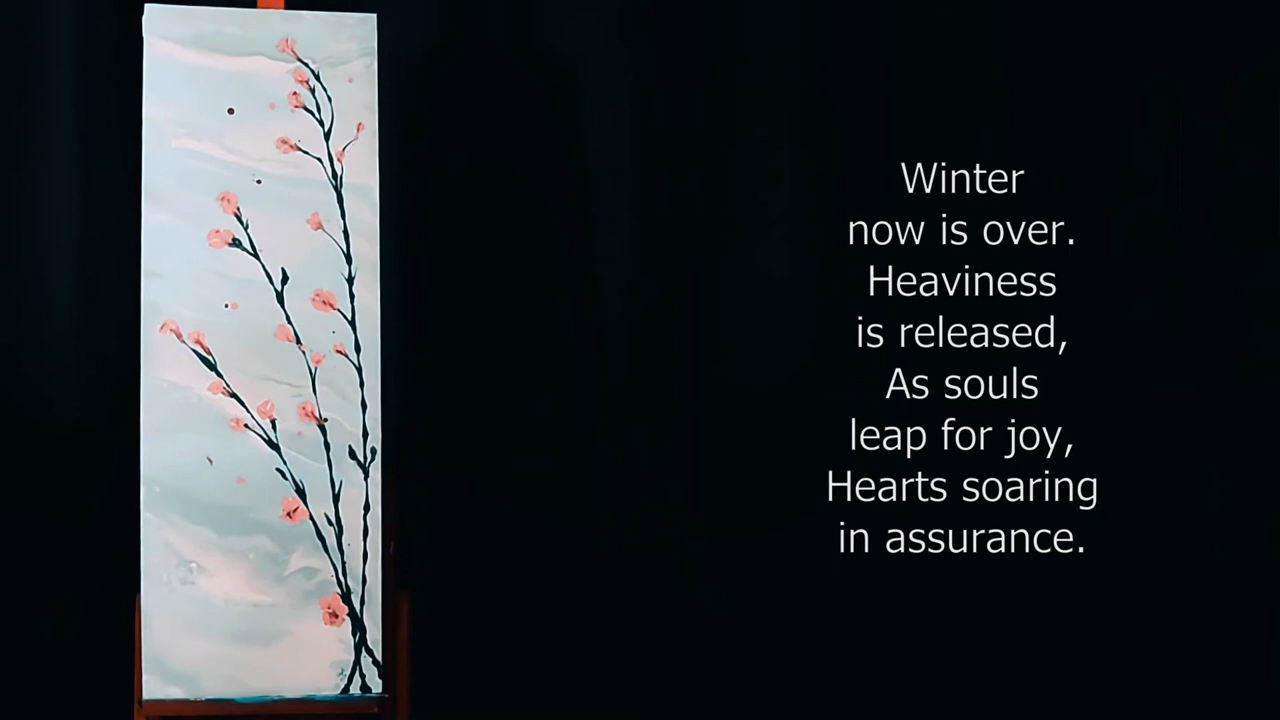 Winter
now is over.
Heaviness
is released,
As souls
leap for joy,
Hearts soaring
in assurance.